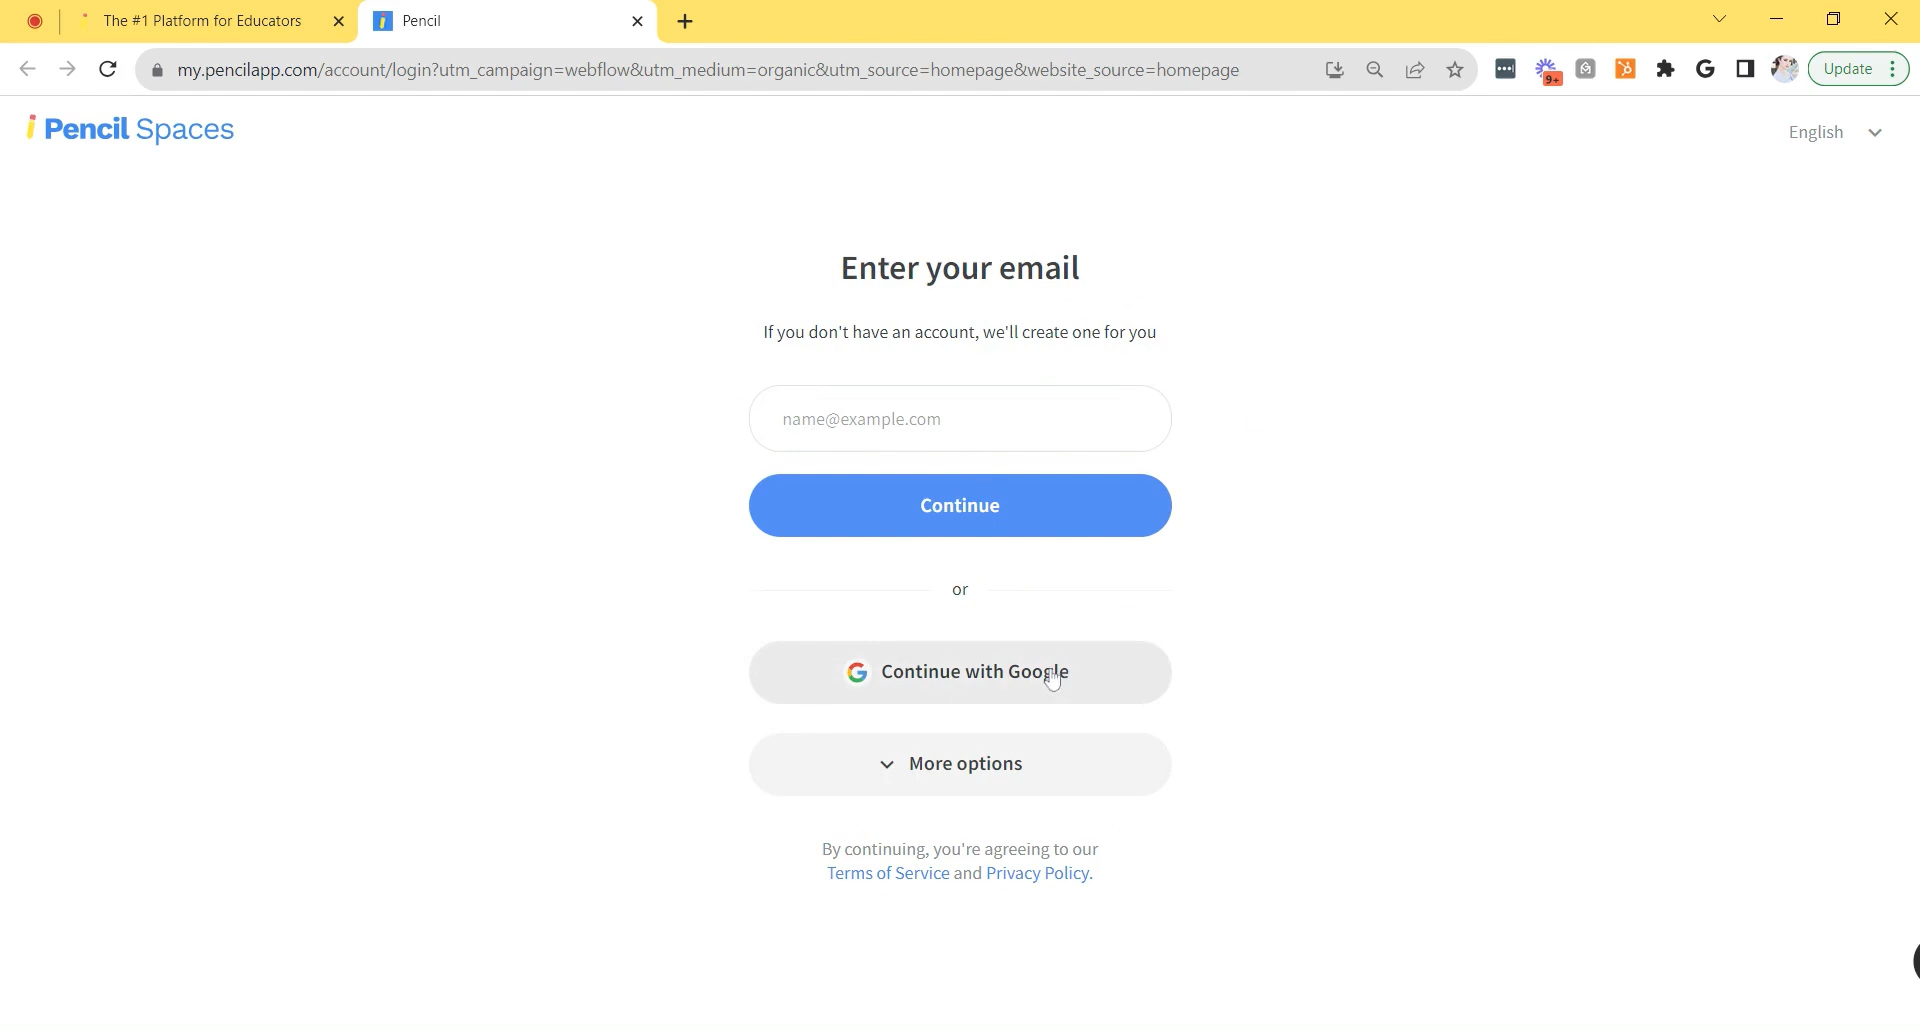 The #1 Platform for Educators
Pencil
my.pencilapp.com/account/login?utm_campaign=webflow&utm_medium=organic&utm_source=homepage&website_source=homepage
9+
Update
Pencil Spaces
English
Enter your email
If you don't have an account, we'll create one for you
name@example.com
Continue
or
Continue with Google
More options
By continuing, you're agreeing to our
Terms of Service and Privacy Policy.